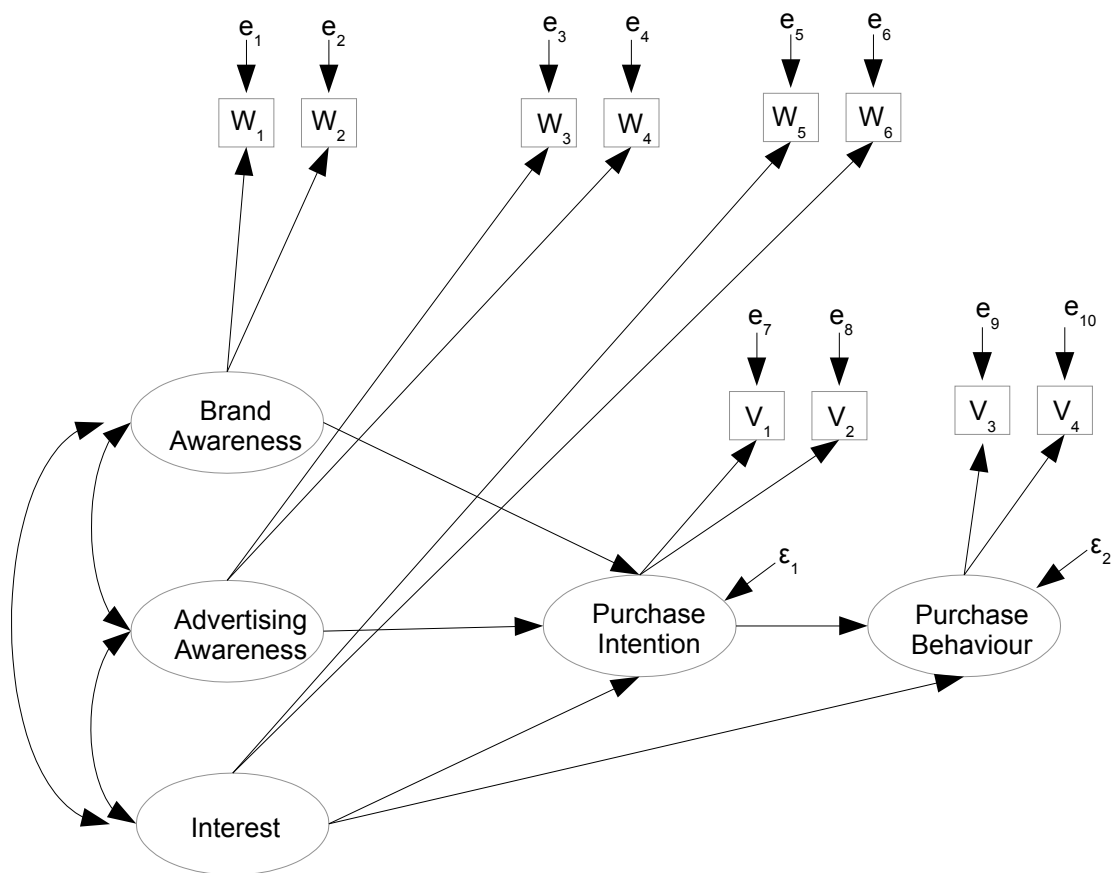 e₁ e₂ e₃ e₄ e₅ e₆
W₁ W₂ W₃ W₄ W₅ W₆
e₇ e₈ e₉ e₁₀
V₁ V₂ V₃ V₄
Brand
Awareness
ε₁ ε₂
Advertising
Awareness
Purchase
Intention
Purchase
Behaviour
Interest